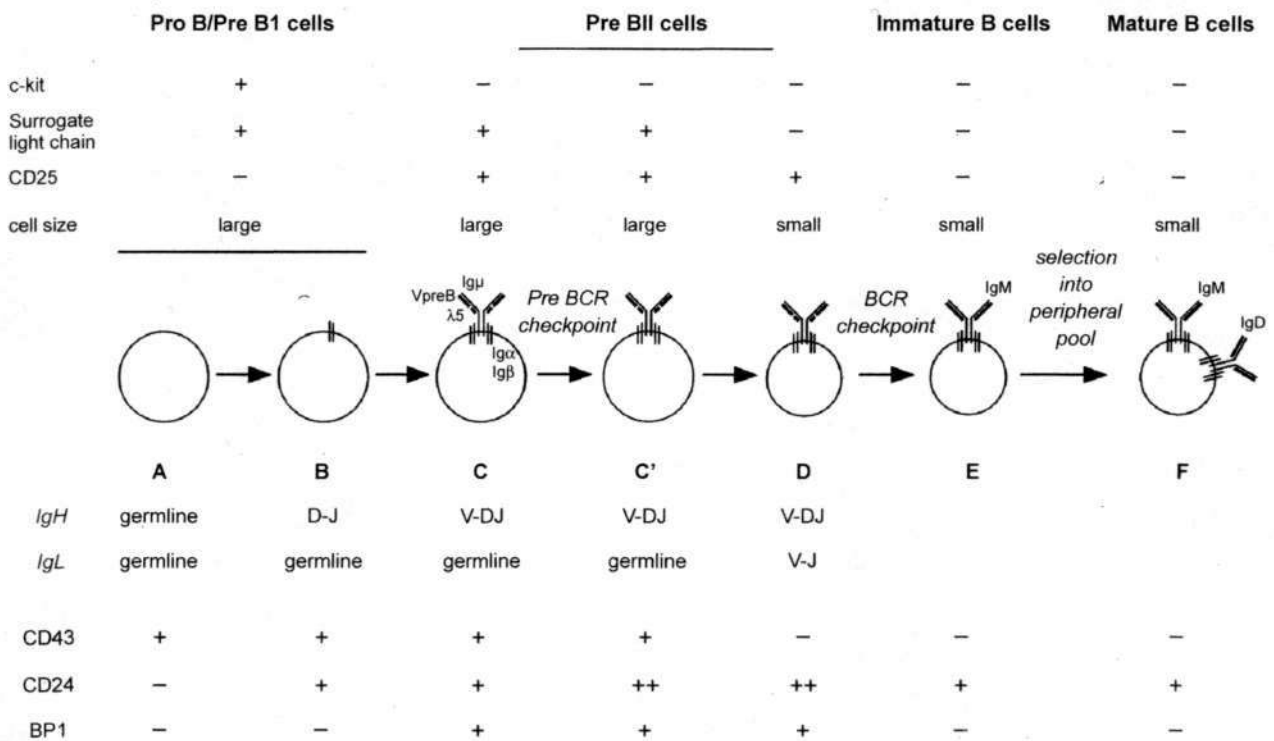 Pro B/Pre B1 cells Pre BII cells Immature B cells Mature B cells
c-kit + − − − − −
Surrogate
light chain + + + − − −
CD25 − + + + − −
cell size large large large small small small
selection
into
peripheral
pool
Igμ
VpreB
λ5
Igα
Igβ
Pre BCR
checkpoint
BCR
checkpoint
IgM
IgM
IgD
A B C C' D E F
IgH germline D-J V-DJ V-DJ V-DJ
IgL germline germline germline germline V-J
CD43 + + + + − − −
CD24 − + + ++ ++ + +
BP1 − − + + + − −